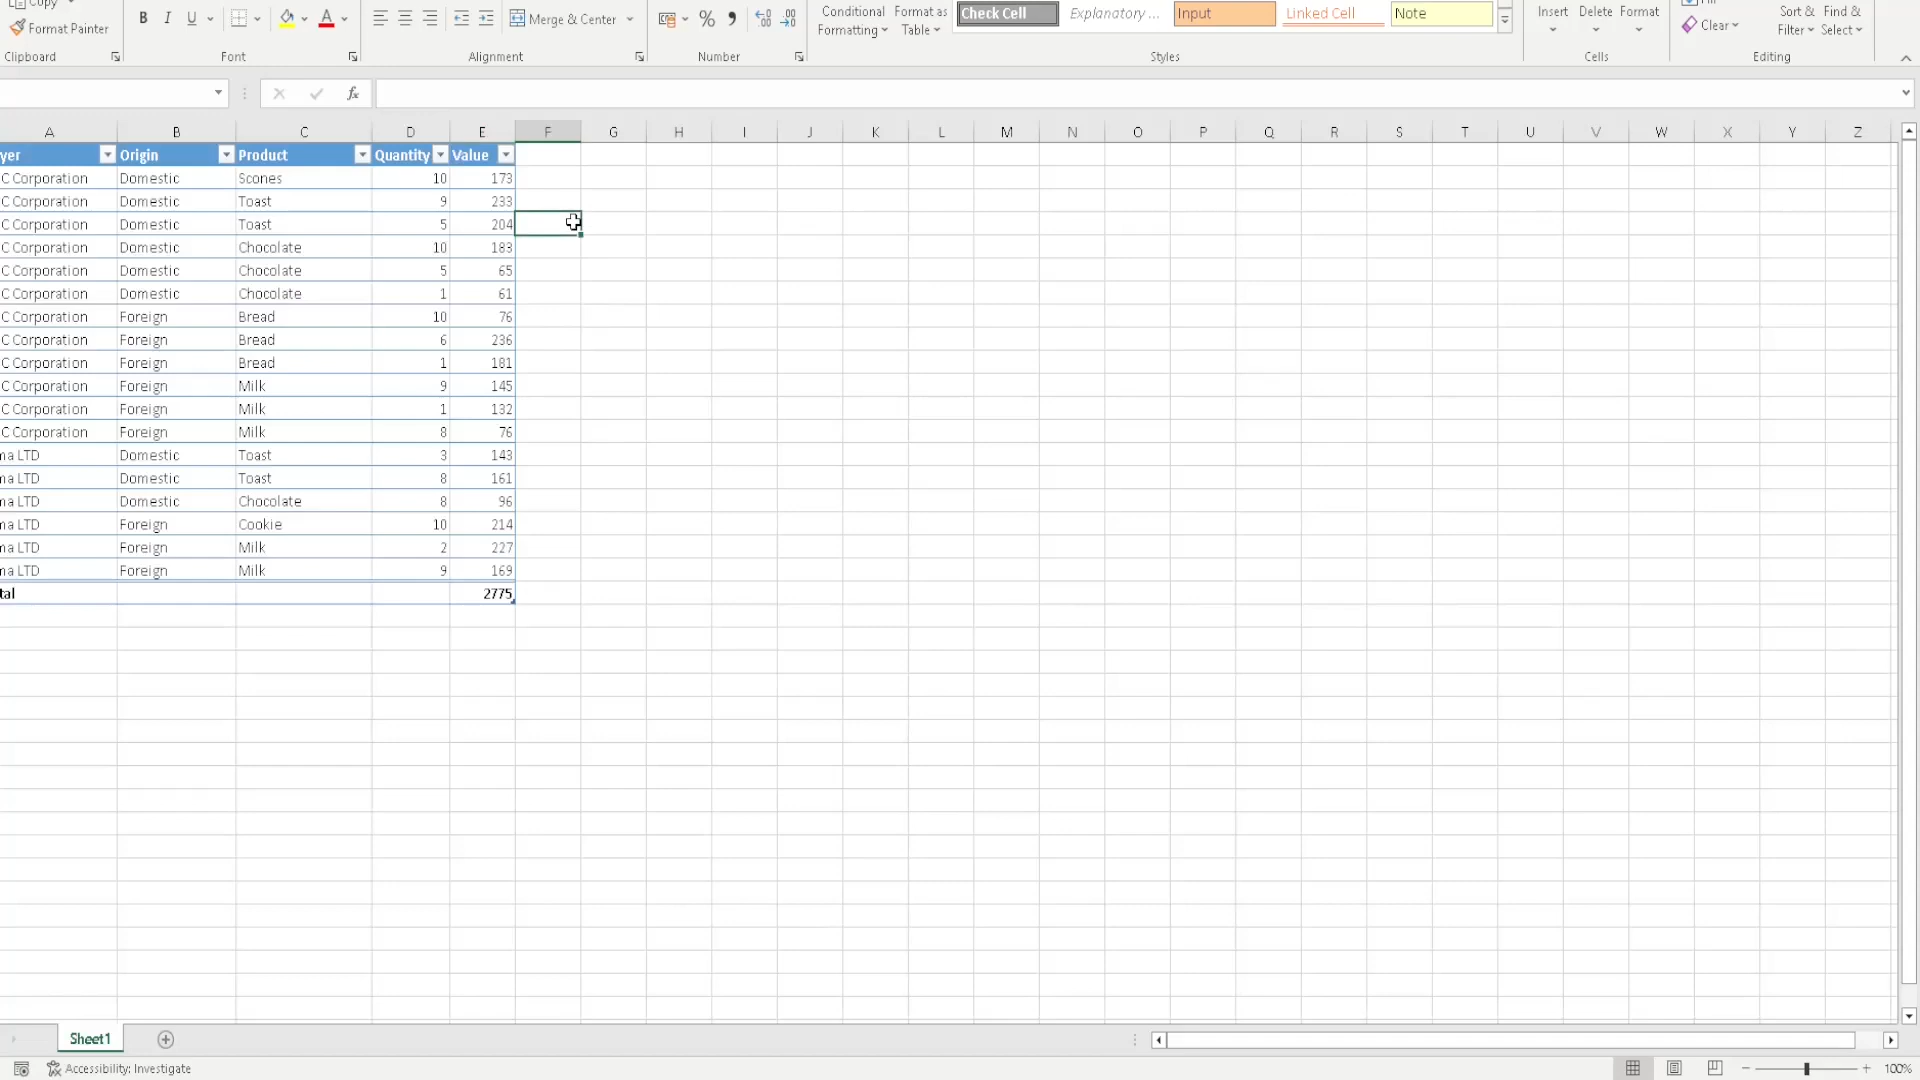 Copy
Format Painter
Clipboard
B I U A
Font
Merge & Center
Alignment
% ,
Number
Conditional Formatting
Format as Table
Check Cell Explanatory ... Input Linked Cell Note
Styles
Insert Delete Format
Cells
Clear
Sort & Filter
Find & Select
Editing
fx
A B C D E F G H I J K L M N O P Q R S T U V W X Y Z
yer Origin Product Quantity Value
C Corporation Domestic Scones 10 173
C Corporation Domestic Toast 9 233
C Corporation Domestic Toast 5 204
C Corporation Domestic Chocolate 10 183
C Corporation Domestic Chocolate 5 65
C Corporation Domestic Chocolate 1 61
C Corporation Foreign Bread 10 76
C Corporation Foreign Bread 6 236
C Corporation Foreign Bread 1 181
C Corporation Foreign Milk 9 145
C Corporation Foreign Milk 1 132
C Corporation Foreign Milk 8 76
ma LTD Domestic Toast 3 143
ma LTD Domestic Toast 8 161
ma LTD Domestic Chocolate 8 96
ma LTD Foreign Cookie 10 214
ma LTD Foreign Milk 2 227
ma LTD Foreign Milk 9 169
tal 2775
Sheet1
Accessibility: Investigate
100%